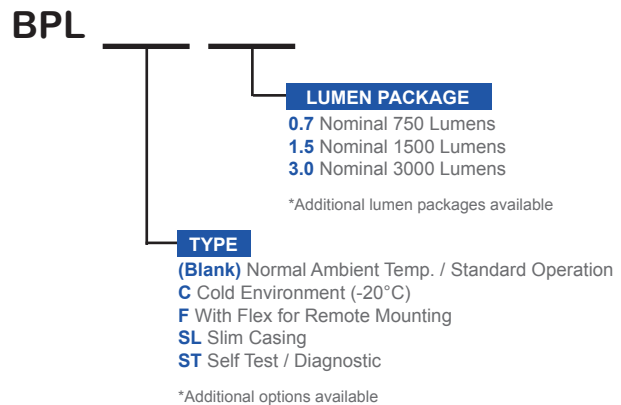 BPL
LUMEN PACKAGE
0.7 Nominal 750 Lumens
1.5 Nominal 1500 Lumens
3.0 Nominal 3000 Lumens
*Additional lumen packages available
TYPE
(Blank) Normal Ambient Temp. / Standard Operation
C Cold Environment (-20°C)
F With Flex for Remote Mounting
SL Slim Casing
ST Self Test / Diagnostic
*Additional options available